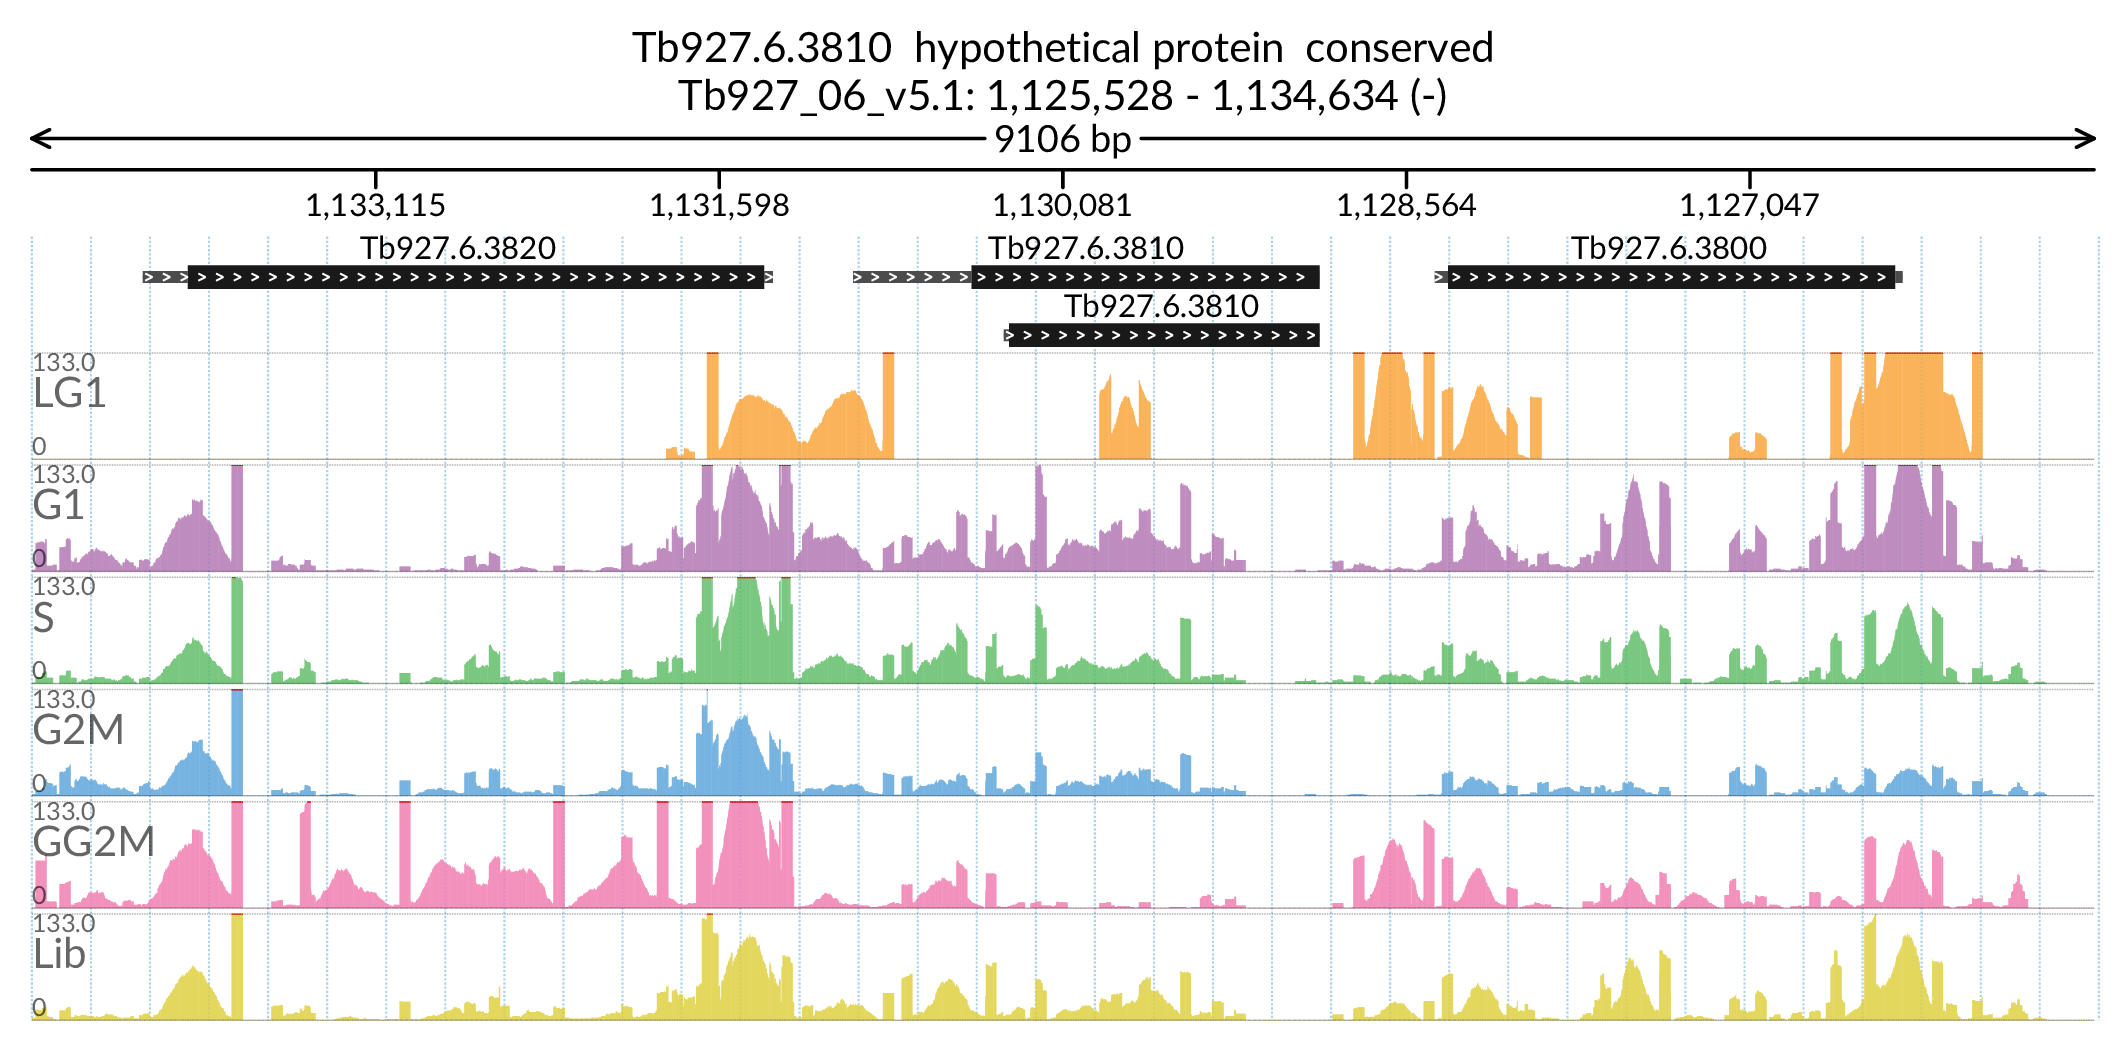 Tb927.6.3810  hypothetical protein  conserved
Tb927_06_v5.1: 1,125,528 - 1,134,634 (-)
9106 bp
1,133,115 1,131,598 1,130,081 1,128,564 1,127,047
Tb927.6.3820 Tb927.6.3810 Tb927.6.3800
Tb927.6.3810
133.0
LG1
0
133.0
G1
0
133.0
S
0
133.0
G2M
0
133.0
GG2M
0
133.0
Lib
0